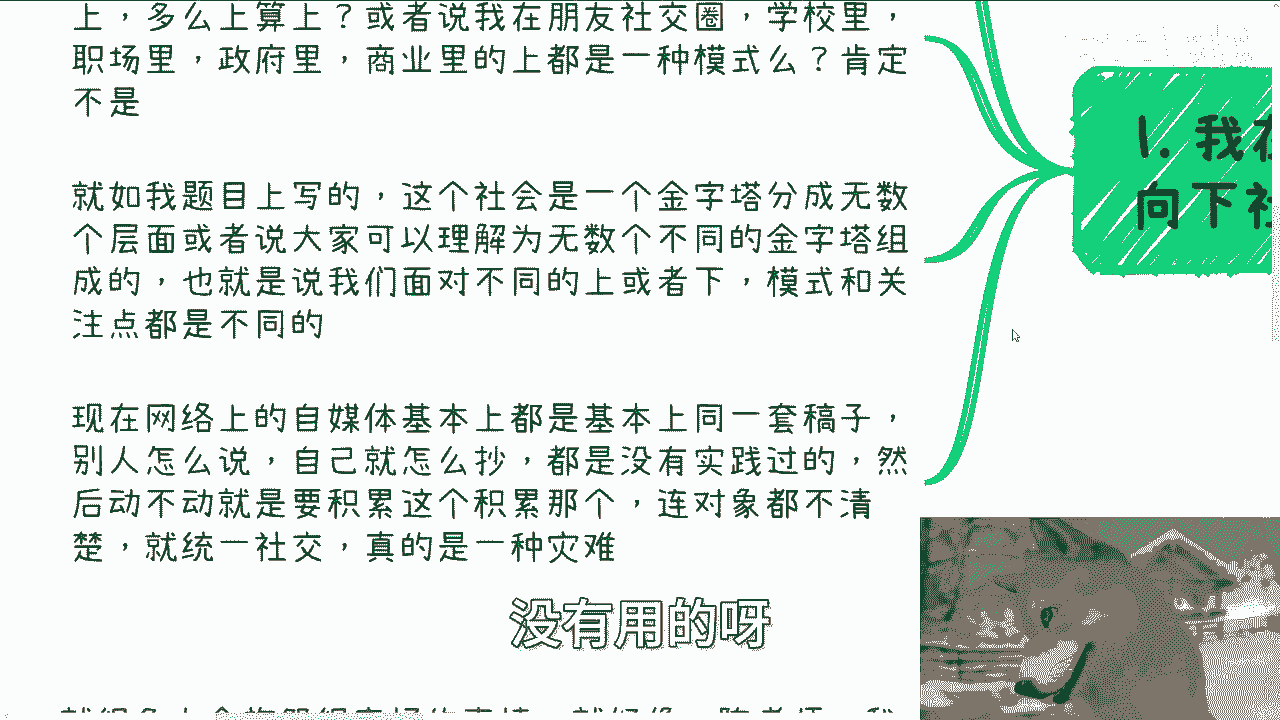 上，多么上算上？或者说我在朋友社交圈，学校里，
职场里，政府里，商业里的上都是一种模式么？肯定
不是
就如我题目上写的，这个社会是一个金字塔分成无数
个层面或者说大家可以理解为无数个不同的金字塔组
成的，也就是说我们面对不同的上或者下，模式和关
注点都是不同的
现在网络上的自媒体基本上都是基本上同一套稿子，
别人怎么说，自己就怎么抄，都是没有实践过的，然
后动不动就是要积累这个积累那个，连对象都不清
楚，就统一社交，真的是一种灾难
1. 我在
向下社
没有用的呀